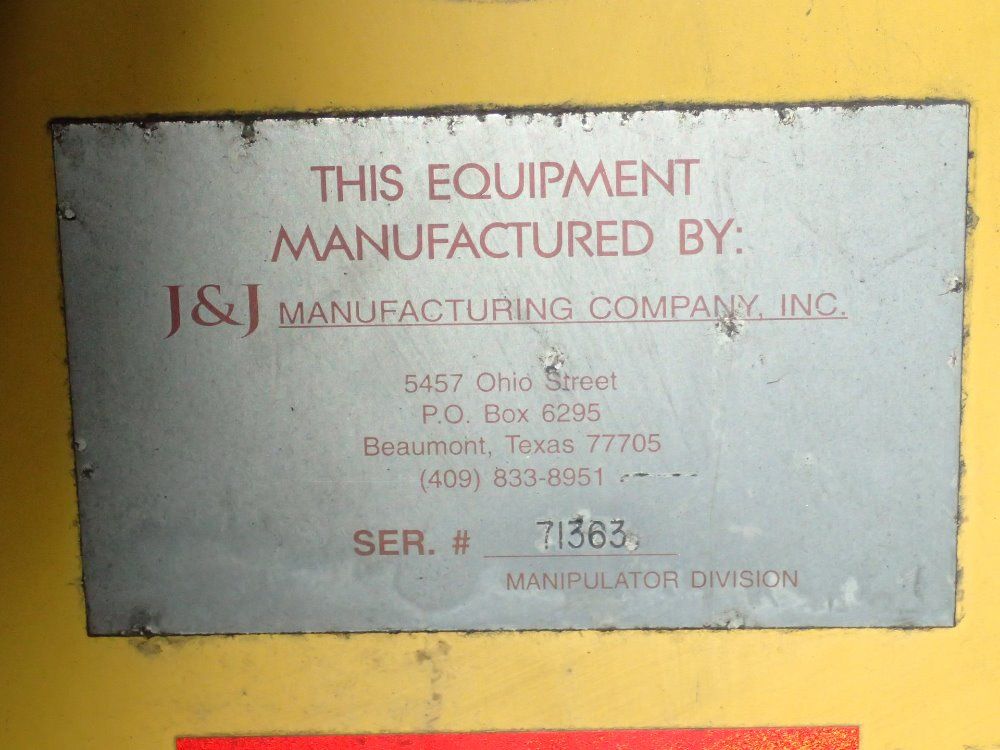 THIS EQUIPMENT
MANUFACTURED BY:
J&J MANUFACTURING COMPANY, INC.
5457 Ohio Street
P.O. Box 6295
Beaumont, Texas 77705
(409) 833-8951
SER. # 71363
MANIPULATOR DIVISION